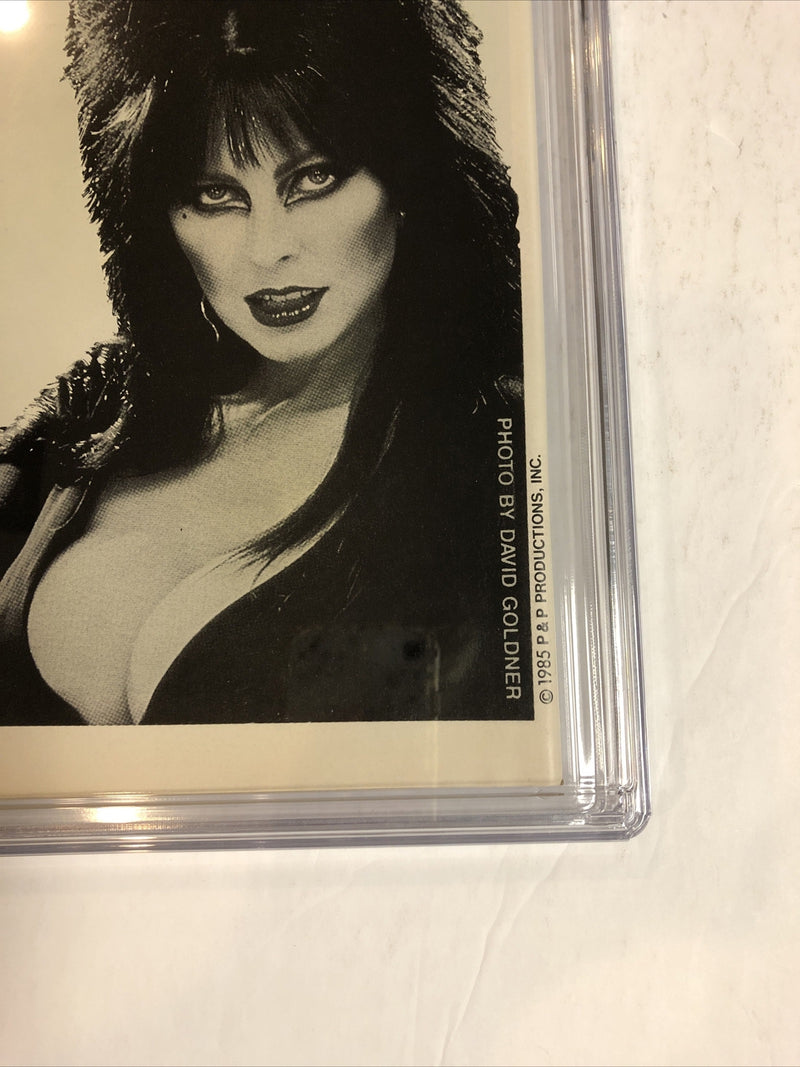 PHOTO BY DAVID GOLDNER
© 1985 P & P PRODUCTIONS, INC.